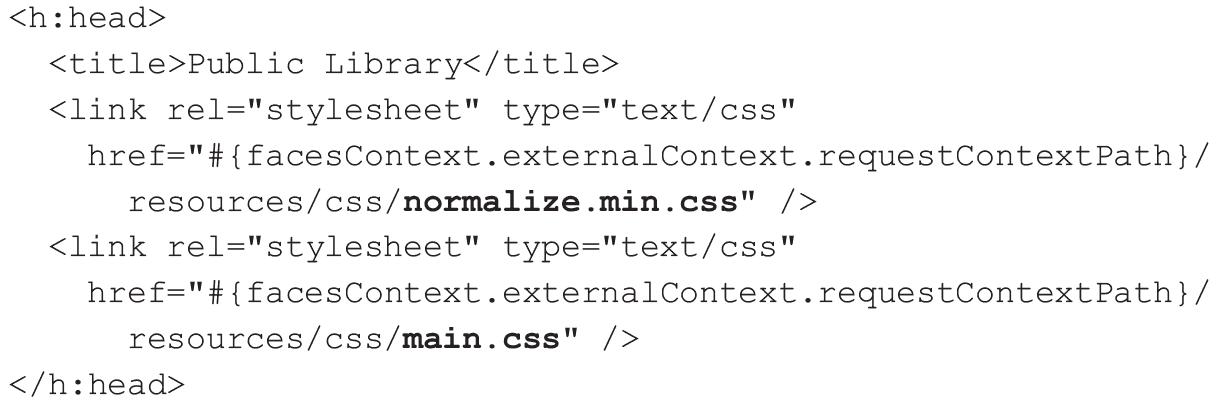 <h:head>
  <title>Public Library</title>
  <link rel="stylesheet" type="text/css"
    href="#{facesContext.externalContext.requestContextPath}/
      resources/css/normalize.min.css" />
  <link rel="stylesheet" type="text/css"
    href="#{facesContext.externalContext.requestContextPath}/
      resources/css/main.css" />
</h:head>